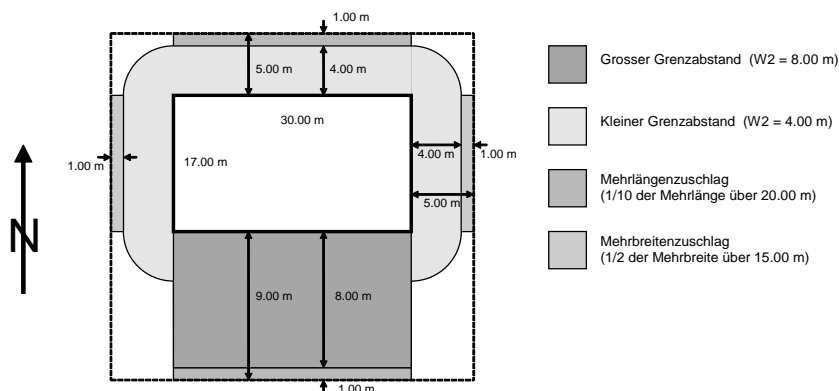 1.00 m
5.00 m
4.00 m
30.00 m
1.00 m
17.00 m
4.00 m
1.00 m
5.00 m
9.00 m
8.00 m
1.00 m
N
Grosser Grenzabstand (W2 = 8.00 m)
Kleiner Grenzabstand (W2 = 4.00 m)
Mehrlängenzuschlag
(1/10 der Mehrlänge über 20.00 m)
Mehrbreitenzuschlag
(1/2 der Mehrbreite über 15.00 m)